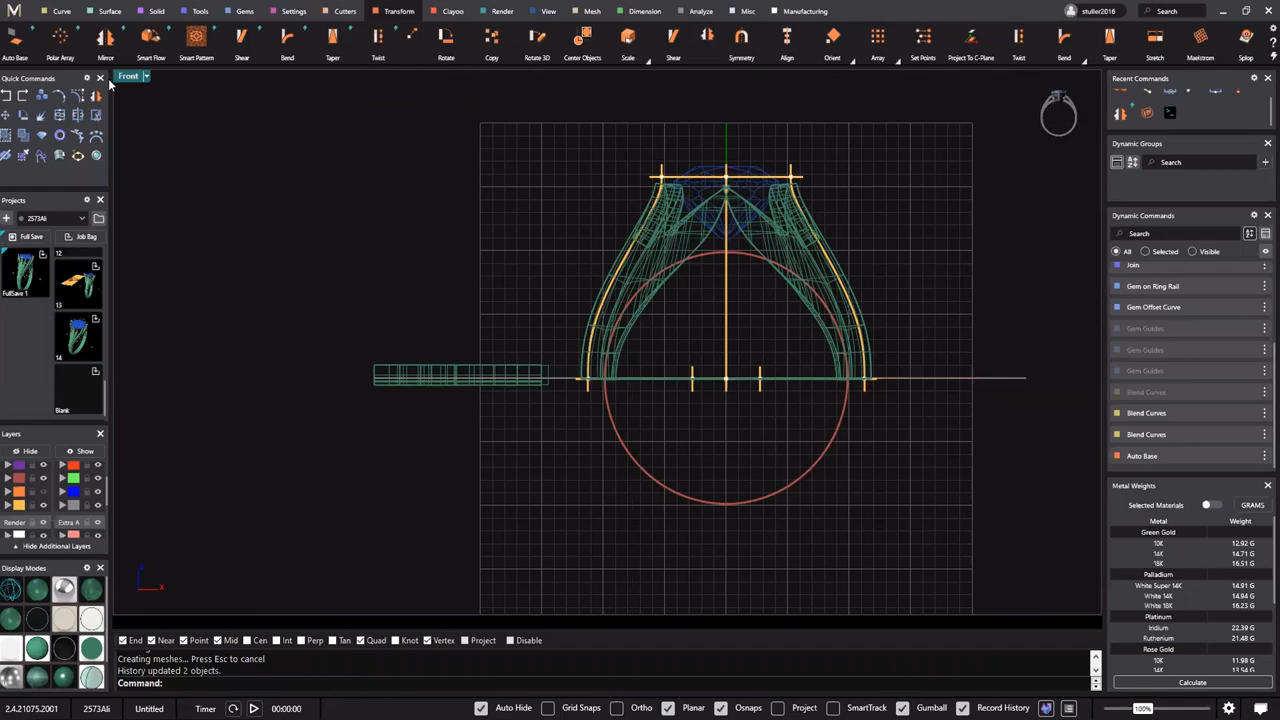 Curve Surface Solid Tools Gems Settings Cutters Transform Clayoo Render View Mesh Dimension Analyze Misc Manufacturing stuller2016 Search
Auto Base Polar Array Mirror Smart Flow Smart Pattern Shear Bend Taper Twist Rotate Copy Rotate 3D Center Objects Scale Shear Symmetry Align Orient Array Set Points Project To C-Plane Twist Bend Taper Stretch Maelstrom Splop
Quick Commands
Front
Recent Commands
Dynamic Groups
Search
Projects
2573Ali
Full Save Job Bag
FullSave 1
12
13
14
Blank
Dynamic Commands
Search
All Selected Visible
Join
Gem on Ring Rail
Gem Offset Curve
Gem Guides
Gem Guides
Gem Guides
Blend Curves
Blend Curves
Blend Curves
Auto Base
Layers
Hide Show
Render Extra A
Hide Additional Layers
Display Modes
Metal Weights
Selected Materials GRAMS
Metal Weight
Green Gold
10K 12.92 G
14K 14.71 G
18K 16.51 G
Palladium
White Super 14K 14.91 G
White 14K 14.94 G
White 18K 16.23 G
Platinum
Iridium 22.39 G
Ruthenium 21.48 G
Rose Gold
10K 11.98 G
14K 13.54 G
Calculate
z
x
End Near Point Mid Cen Int Perp Tan Quad Knot Vertex Project Disable
Creating meshes... Press Esc to cancel
History updated 2 objects.
Command:
2.4.21075.2001 2573Ali Untitled Timer 00:00:00 Auto Hide Grid Snaps Ortho Planar Osnaps Project SmartTrack Gumball Record History 100%